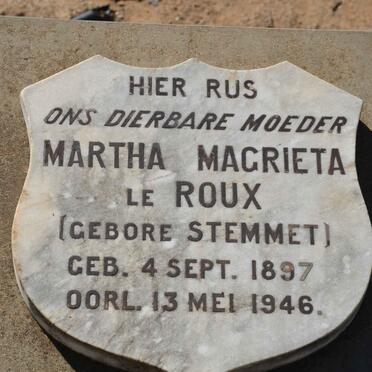 HIER RUS
ONS DIERBARE MOEDER
MARTHA MAGRIETA
LE ROUX
(GEBORE STEMMET)
GEB. 4 SEPT. 1897
OORL. 13 MEI 1946.